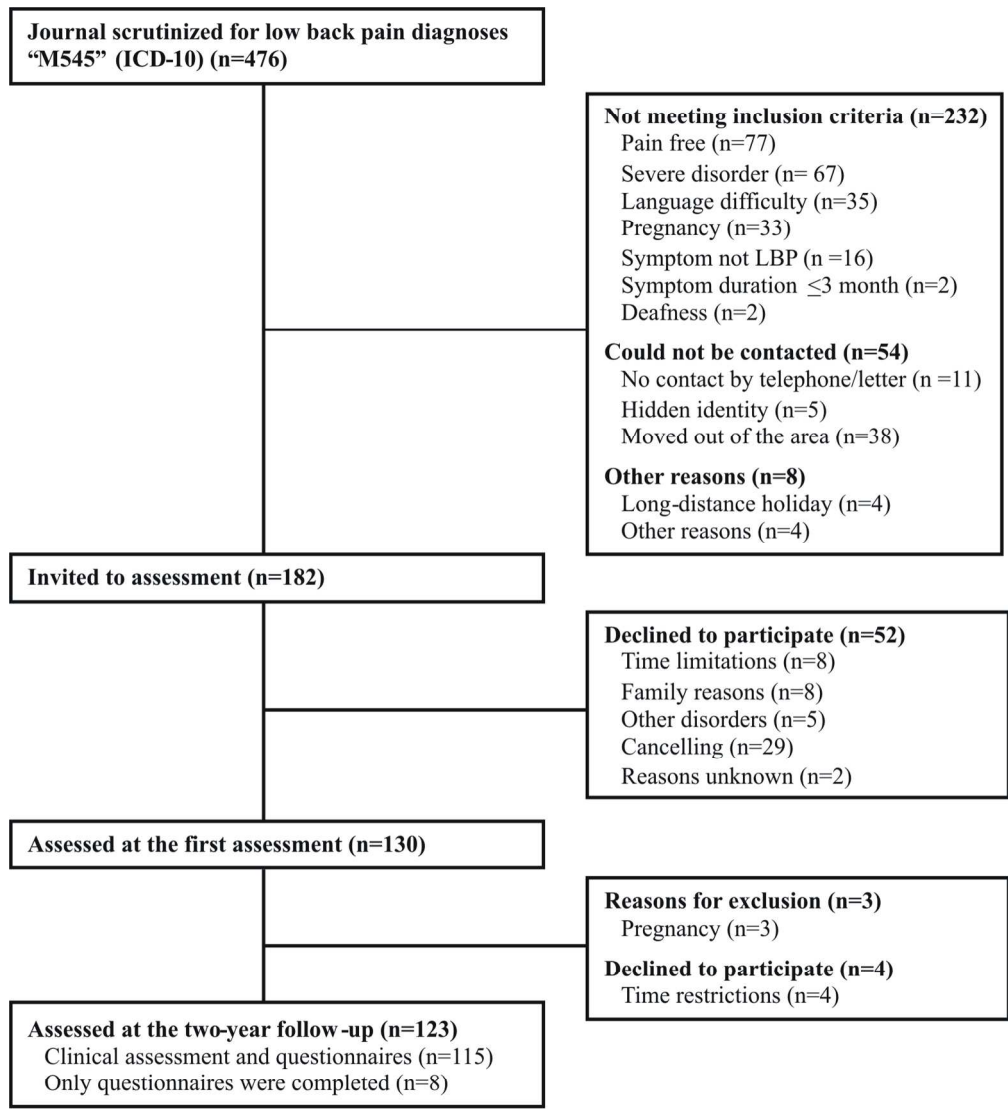 Journal scrutinized for low back pain diagnoses
“M545” (ICD-10) (n=476)
Not meeting inclusion criteria (n=232)
Pain free (n=77)
Severe disorder (n= 67)
Language difficulty (n=35)
Pregnancy (n=33)
Symptom not LBP (n =16)
Symptom duration ≤3 month (n=2)
Deafness (n=2)
Could not be contacted (n=54)
No contact by telephone/letter (n =11)
Hidden identity (n=5)
Moved out of the area (n=38)
Other reasons (n=8)
Long-distance holiday (n=4)
Other reasons (n=4)
Invited to assessment (n=182)
Declined to participate (n=52)
Time limitations (n=8)
Family reasons (n=8)
Other disorders (n=5)
Cancelling (n=29)
Reasons unknown (n=2)
Assessed at the first assessment (n=130)
Reasons for exclusion (n=3)
Pregnancy (n=3)
Declined to participate (n=4)
Time restrictions (n=4)
Assessed at the two-year follow-up (n=123)
Clinical assessment and questionnaires (n=115)
Only questionnaires were completed (n=8)